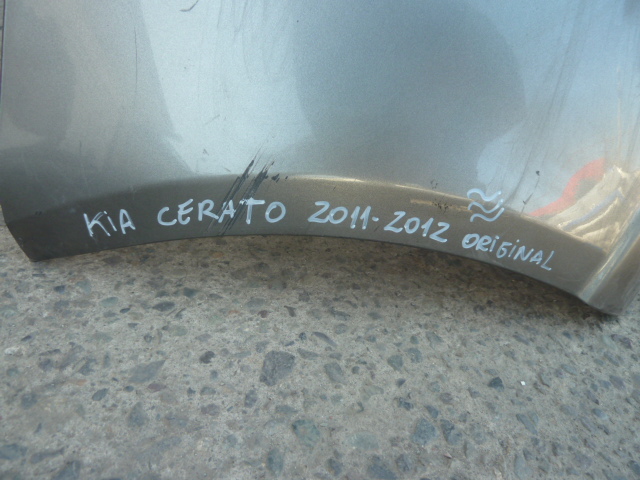 KiA CERATO 2011-2012 ORiGiNAL